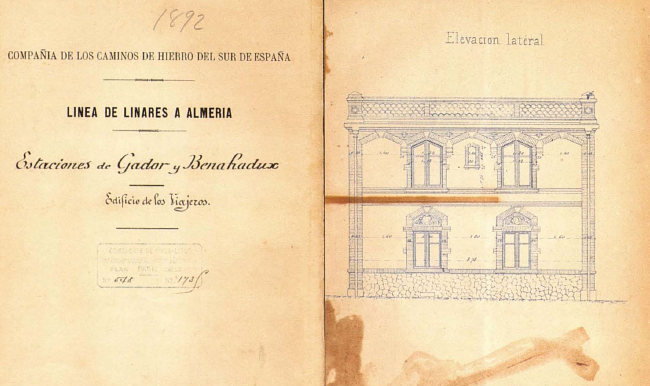 1892
COMPAÑIA DE LOS CAMINOS DE HIERRO DEL SUR DE ESPAÑA
LINEA DE LINARES A ALMERIA
Estaciones de Gador y Benahadux
Edificio de los Viajeros.
Elevacion lateral